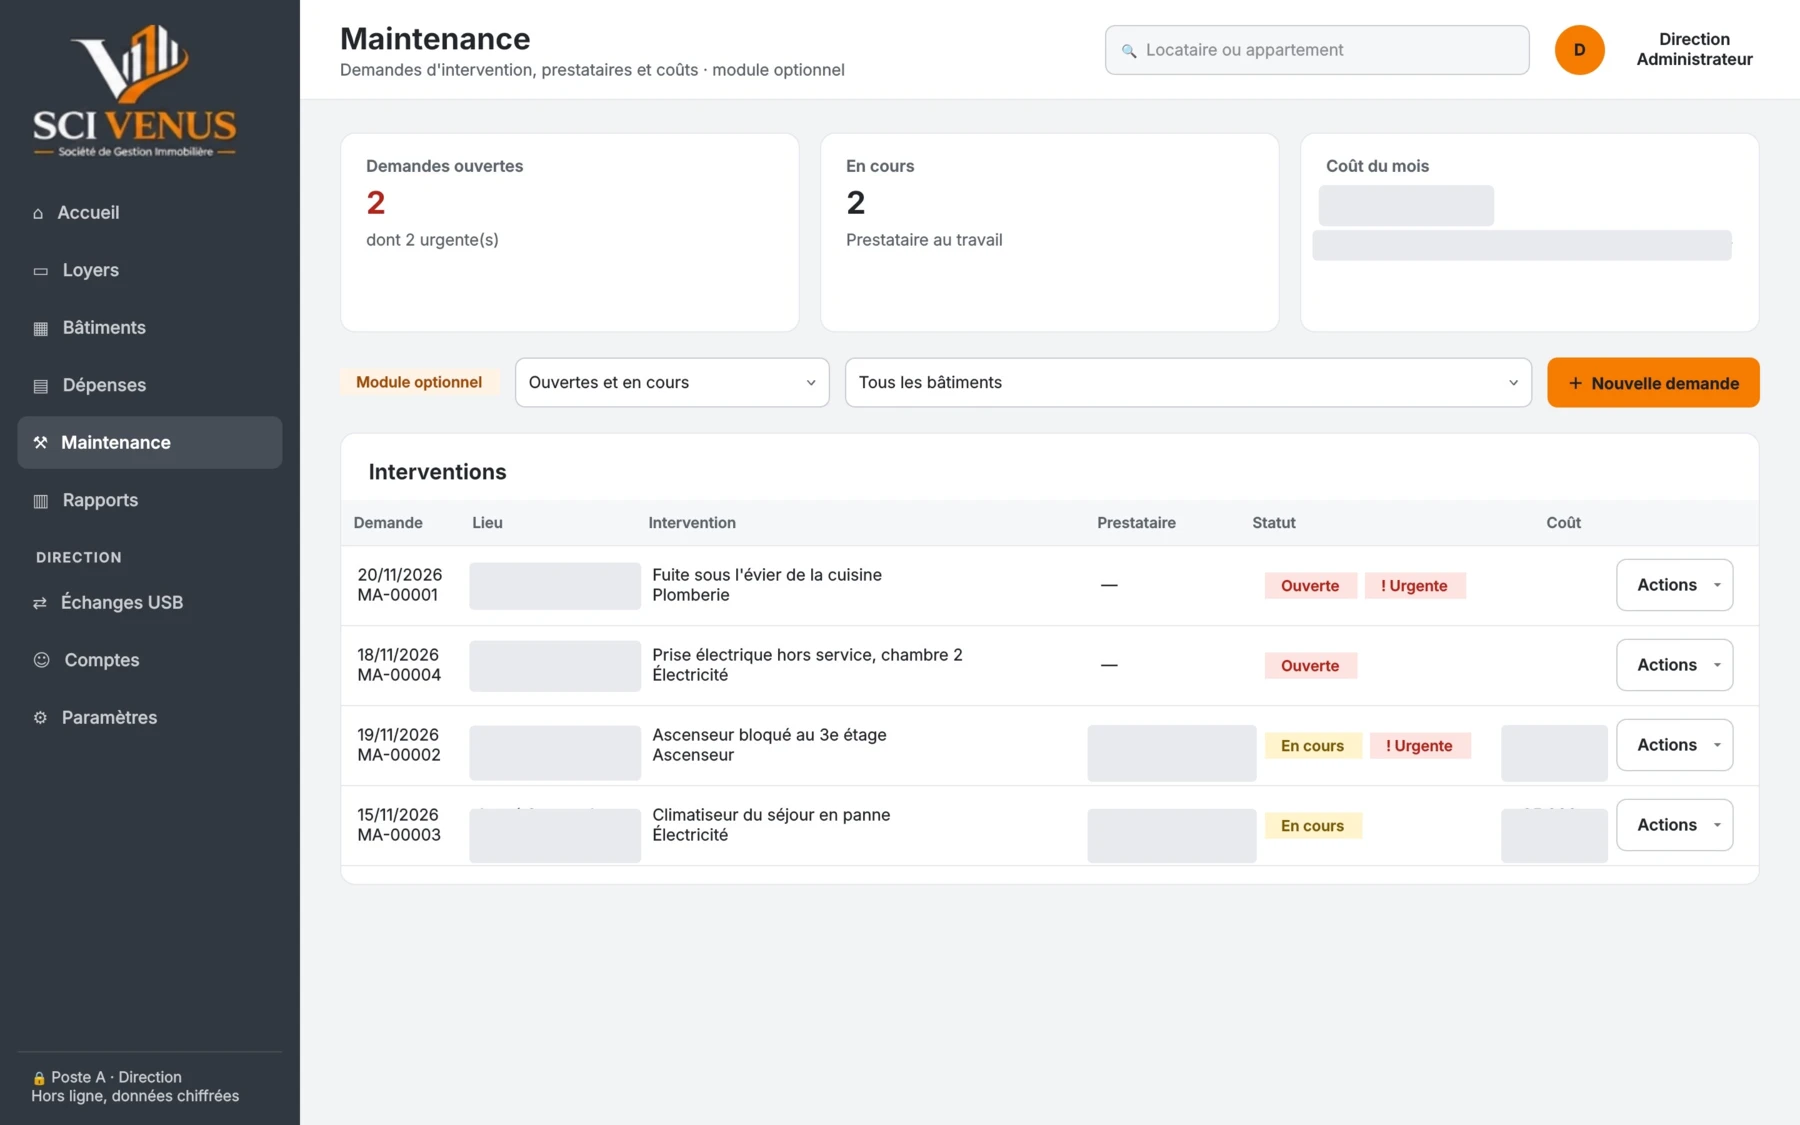 SCI VENUS
Société de Gestion Immobilière
Accueil
Loyers
Bâtiments
Dépenses
Maintenance
Rapports
DIRECTION
Échanges USB
Comptes
Paramètres
Poste A · Direction
Hors ligne, données chiffrées
Maintenance
Demandes d'intervention, prestataires et coûts · module optionnel
Locataire ou appartement
D
Direction
Administrateur
Demandes ouvertes
2
dont 2 urgente(s)
En cours
2
Prestataire au travail
Coût du mois
Module optionnel
Ouvertes et en cours
Tous les bâtiments
+ Nouvelle demande
Interventions
Demande Lieu Intervention Prestataire Statut Coût
20/11/2026 Fuite sous l'évier de la cuisine
MA-00001 Plomberie
— Ouverte ! Urgente Actions
18/11/2026 Prise électrique hors service, chambre 2
MA-00004 Électricité
— Ouverte Actions
19/11/2026 Ascenseur bloqué au 3e étage
MA-00002 Ascenseur
En cours ! Urgente Actions
15/11/2026 Climatiseur du séjour en panne
MA-00003 Électricité
En cours Actions